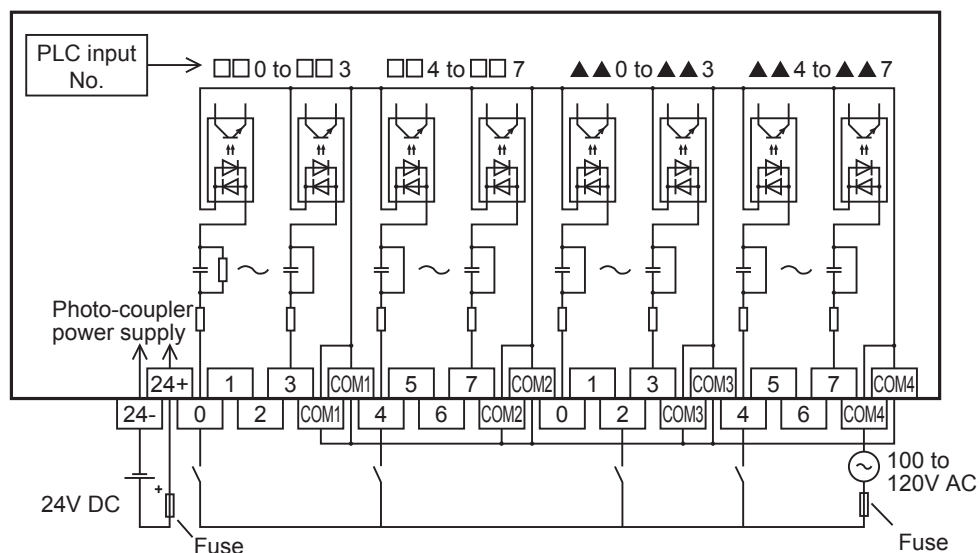 PLC input
No.
□□ 0 to □□ 3
□□ 4 to □□ 7
▲▲ 0 to ▲▲ 3
▲▲ 4 to ▲▲ 7
Photo-coupler
power supply
24+ 1 3 COM1 5 7 COM2 1 3 COM3 5 7 COM4
24- 0 2 COM1 4 6 COM2 0 2 COM3 4 6 COM4
24V DC
+
Fuse
100 to
120V AC
Fuse